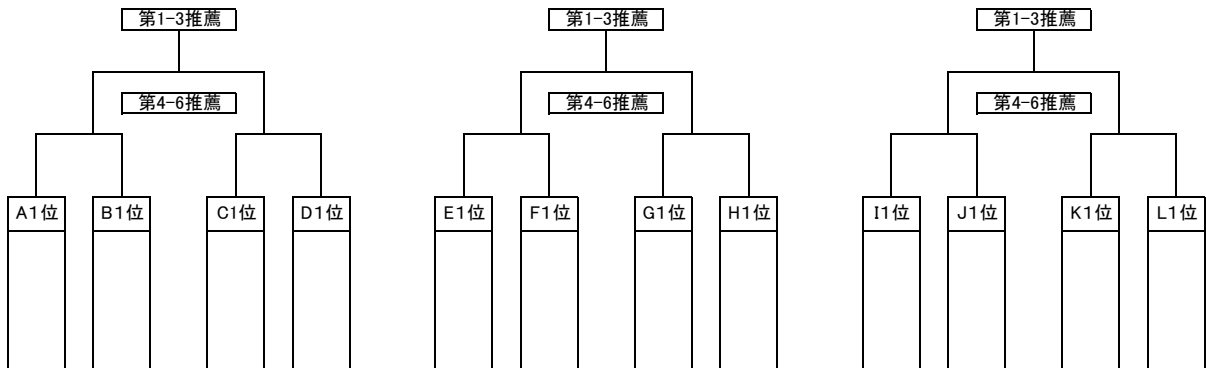 第1-3推薦 第1-3推薦 第1-3推薦
第4-6推薦 第4-6推薦 第4-6推薦
A1位 B1位 C1位 D1位 E1位 F1位 G1位 H1位 I1位 J1位 K1位 L1位